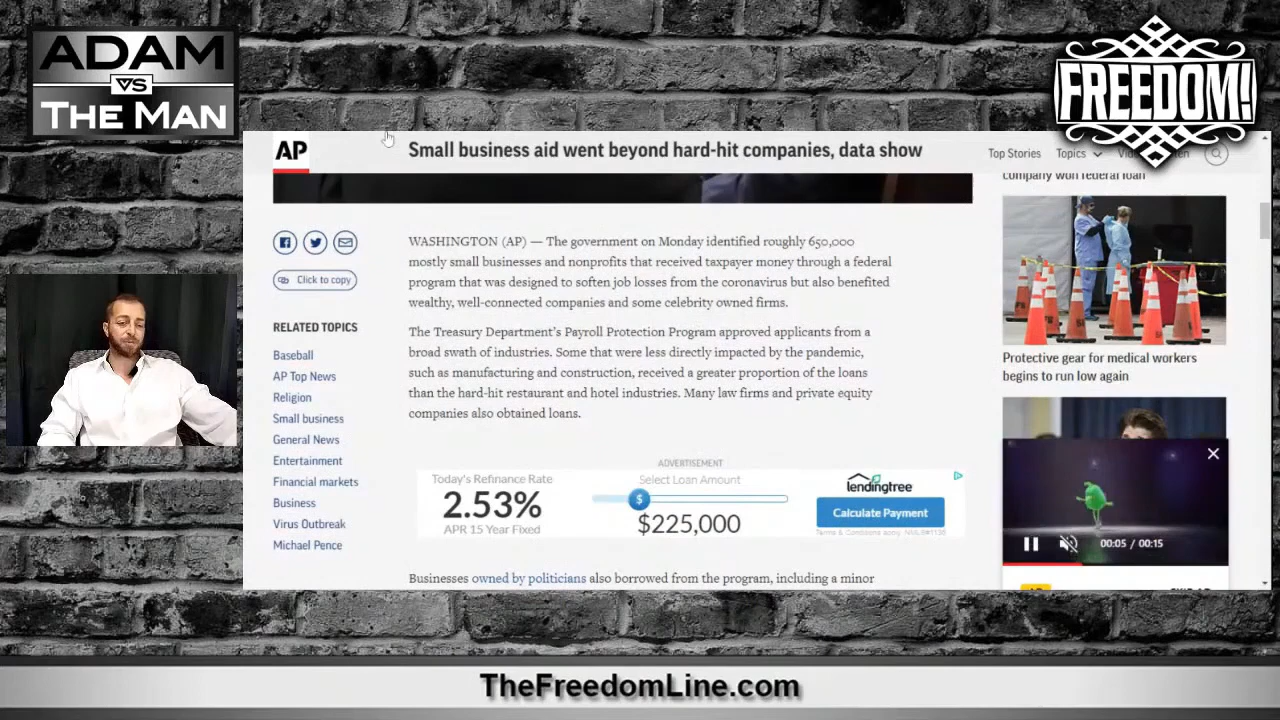 ADAM
VS
THE MAN
FREEDOM!
AP
Small business aid went beyond hard-hit companies, data show
Top Stories
Topics
company won federal loan
WASHINGTON (AP) — The government on Monday identified roughly 650,000
mostly small businesses and nonprofits that received taxpayer money through a federal
program that was designed to soften job losses from the coronavirus but also benefited
wealthy, well-connected companies and some celebrity owned firms.
Click to copy
RELATED TOPICS
Baseball
AP Top News
Religion
Small business
General News
Entertainment
Financial markets
Business
Virus Outbreak
Michael Pence
The Treasury Department's Payroll Protection Program approved applicants from a
broad swath of industries. Some that were less directly impacted by the pandemic,
such as manufacturing and construction, received a greater proportion of the loans
than the hard-hit restaurant and hotel industries. Many law firms and private equity
companies also obtained loans.
ADVERTISEMENT
Today's Refinance Rate
2.53%
APR 15 Year Fixed
Select Loan Amount
$
$225,000
lendingtree
Calculate Payment
Businesses owned by politicians also borrowed from the program, including a minor
Protective gear for medical workers
begins to run low again
00:05 / 00:15
TheFreedomLine.com